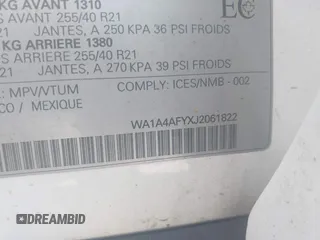 KG AVANT 1310
S AVANT 255/40 R21
21 JANTES, A 250 KPA 36 PSI FROIDS
KG ARRIERE 1380
S ARRIERE 255/40 R21
21 JANTES, A 270 KPA 39 PSI FROIDS
: MPV/VTUM COMPLY: ICES/NMB - 002
CO / MEXIQUE
EC
WA1A4AFYXJ2061822
DREAMBID